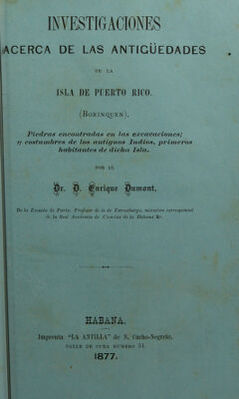 INVESTIGACIONES
ACERCA DE LAS ANTIGÜEDADES
DE LA
ISLA DE PUERTO RICO.
(BORINQUEN),
Piedras encontradas en las excavaciones;
y costumbres de los antiguos Indios, primeros
habitantes de dicha Isla.
POR EL
Dr. D. Enrique Dumont,
De la Escuela de Paris, Profesor de la de Estrasburgo, miembro corresponsal
de la Real Academia de Ciencias de la Habana &c.
HABANA.
Imprenta "LA ANTILLA" de N. Cacho-Negrete,
CALLE DE CUBA NUMERO 51.
1877.